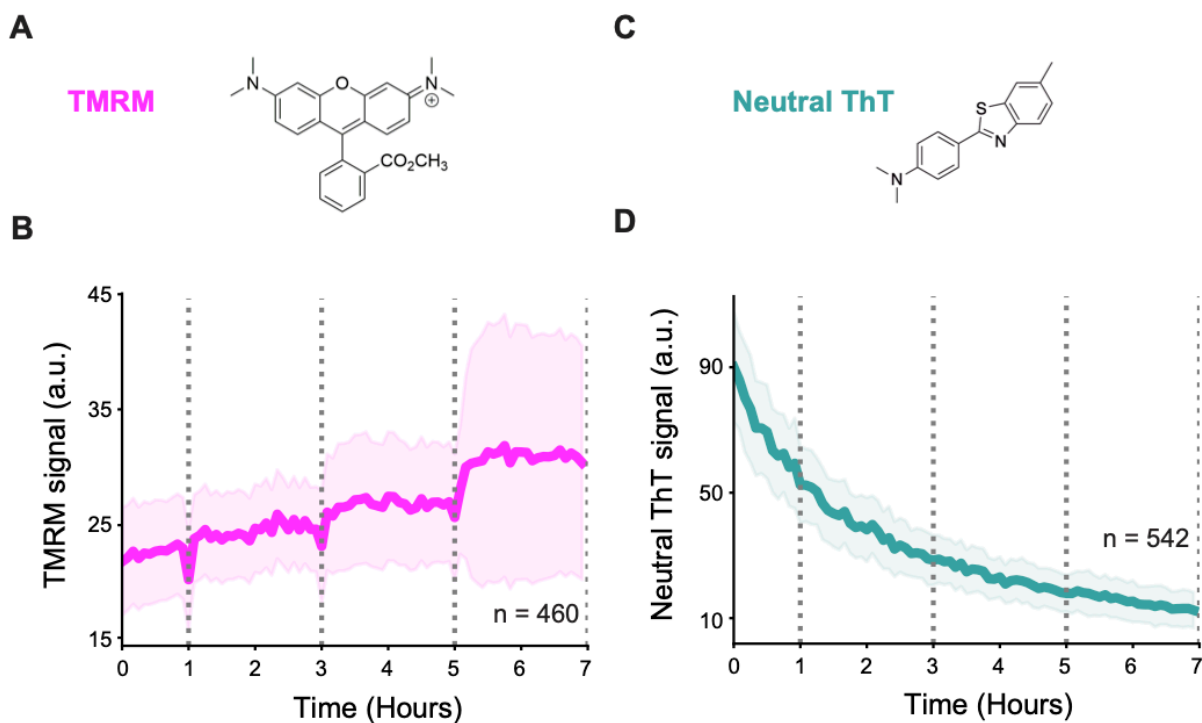 A
TMRM
N
O
N
+
CO₂CH₃
B
TMRM signal (a.u.)
45
35
25
15
n = 460
0 1 2 3 4 5 6 7
Time (Hours)
C
Neutral ThT
S
N
N
D
Neutral ThT signal (a.u.)
90
50
10
n = 542
0 1 2 3 4 5 6 7
Time (Hours)